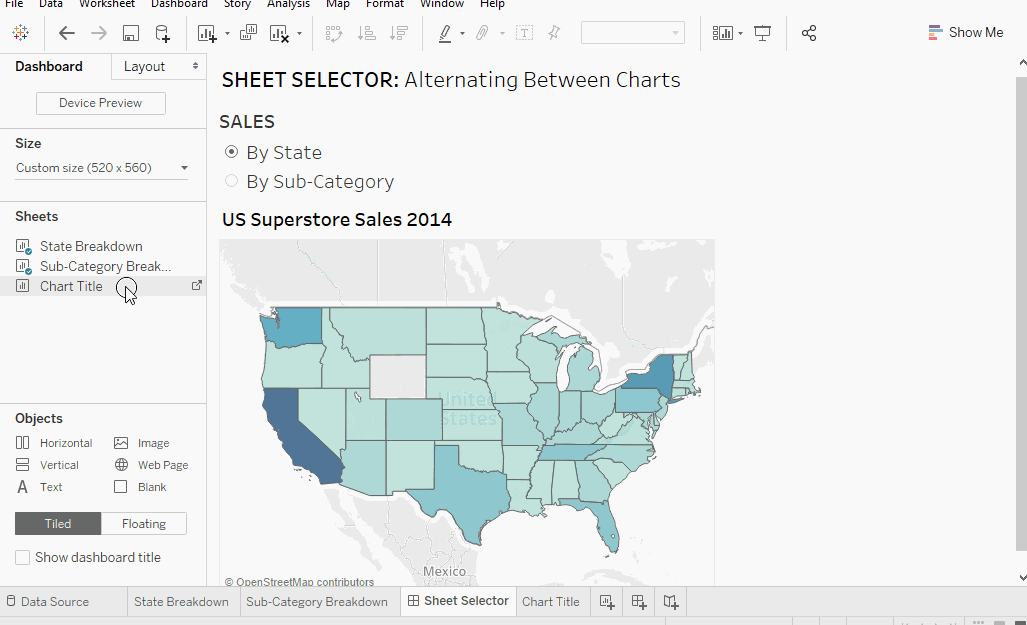 File Data Worksheet Dashboard Story Analysis Map Format Window Help
Show Me
Dashboard Layout
Device Preview
Size
Custom size (520 x 560)
Sheets
State Breakdown
Sub-Category Break...
Chart Title
Objects
Horizontal Image
Vertical Web Page
A Text Blank
Tiled Floating
Show dashboard title
SHEET SELECTOR: Alternating Between Charts
SALES
By State
By Sub-Category
US Superstore Sales 2014
United
States
Mexico
© OpenStreetMap contributors
Data Source State Breakdown Sub-Category Breakdown Sheet Selector Chart Title